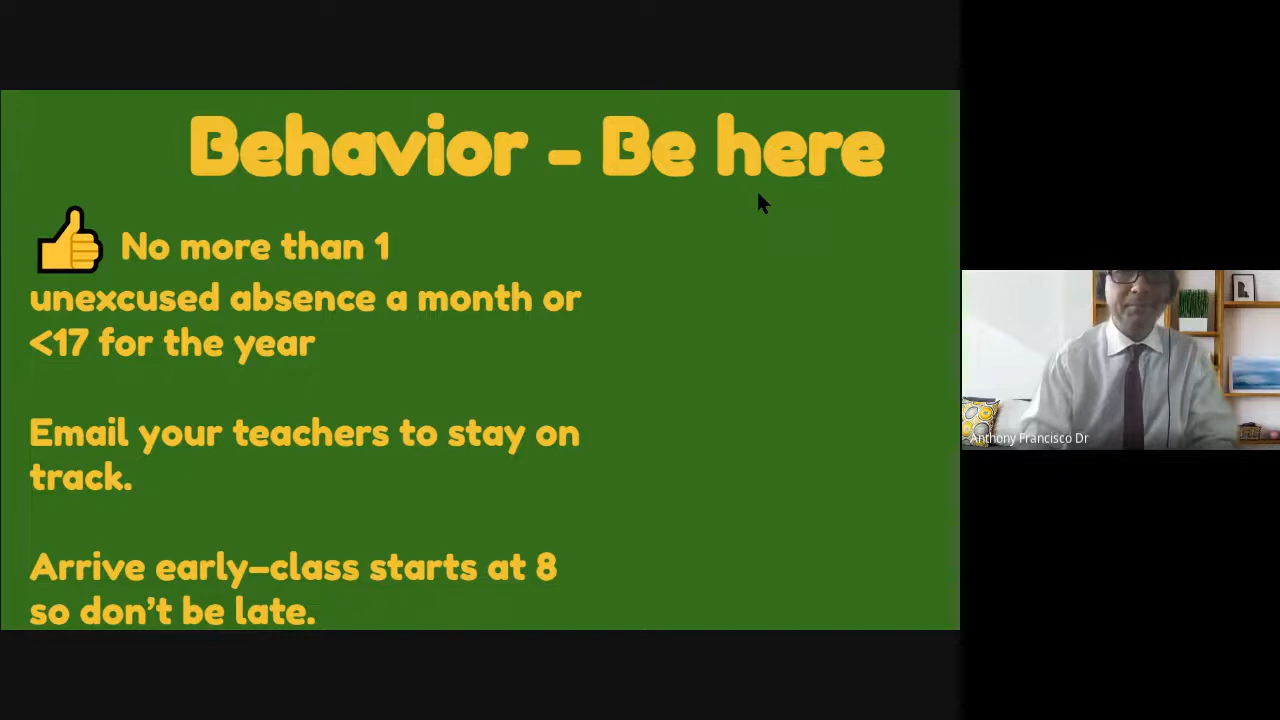 Behavior - Be here
No more than 1
unexcused absence a month or
<17 for the year
Email your teachers to stay on
track.
Arrive early–class starts at 8
so don’t be late.
Anthony Francisco Dr